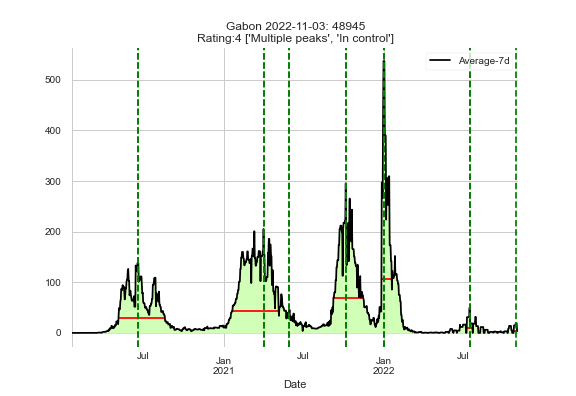 Gabon 2022-11-03: 48945
Rating:4 ['Multiple peaks', 'In control']
Average-7d
500
400
300
200
100
0
Jul
Jan
2021
Jul
Jan
2022
Jul
Date